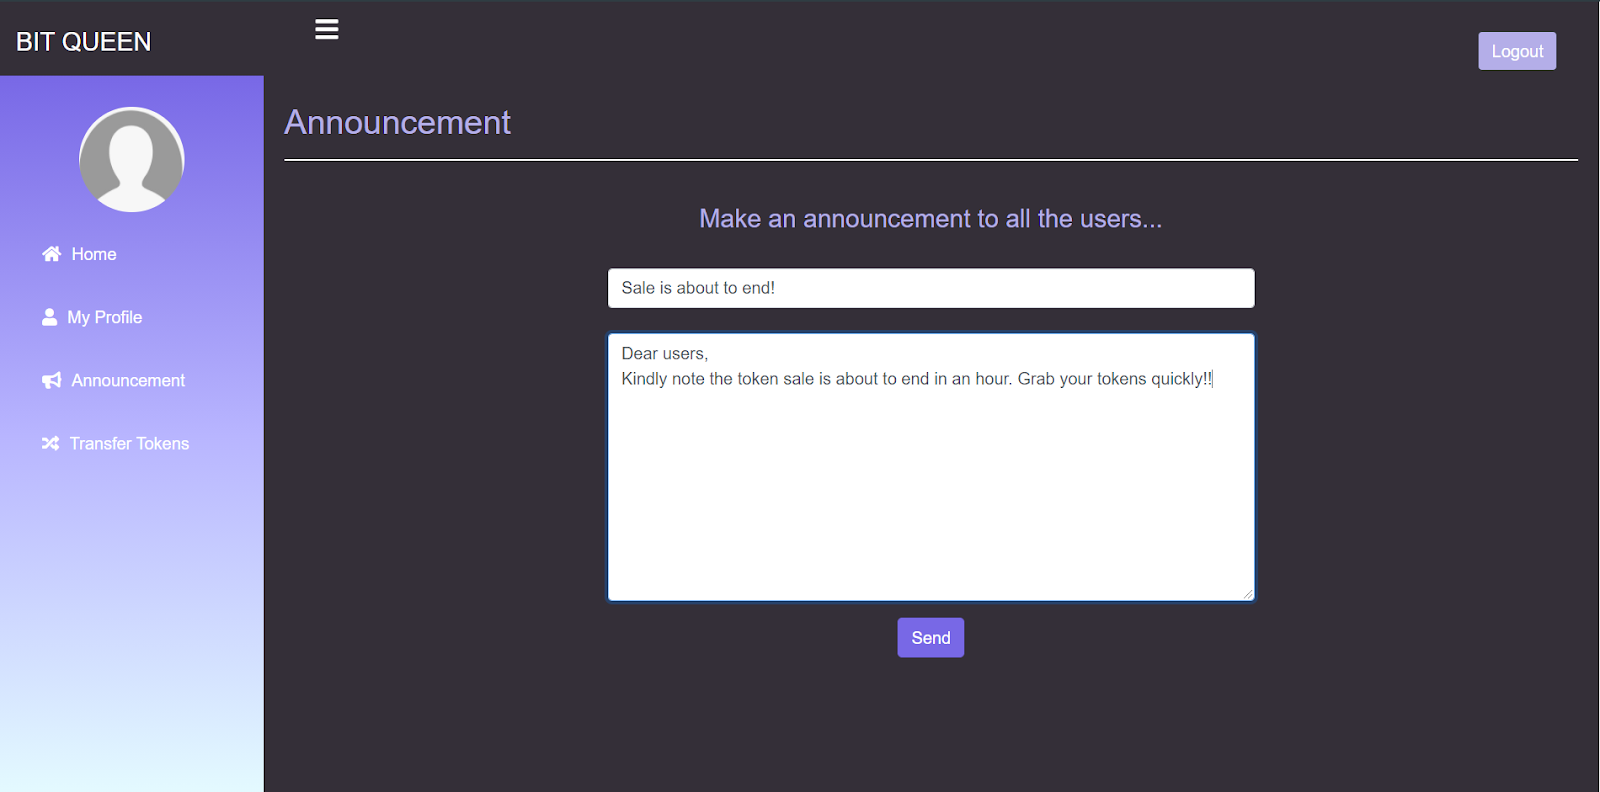 BIT QUEEN
Logout
Home
My Profile
Announcement
Transfer Tokens
Announcement
Make an announcement to all the users...
Sale is about to end!
Dear users,
Kindly note the token sale is about to end in an hour. Grab your tokens quickly!!
Send